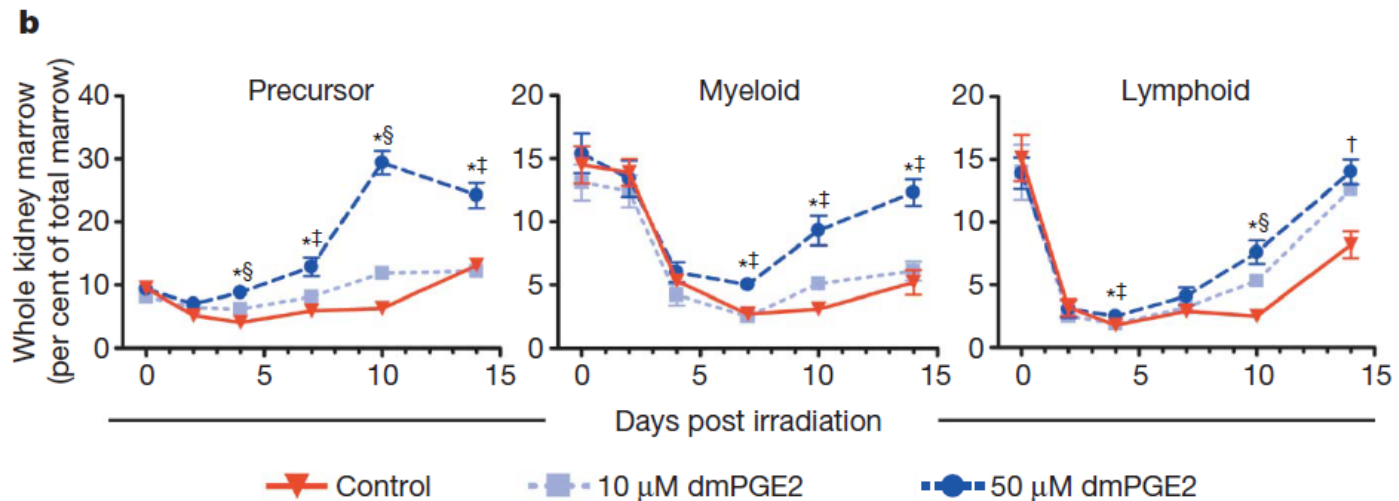 b
Whole kidney marrow
(per cent of total marrow)
Precursor
40
30
20
10
0
*§
*‡
*§
*‡
0 5 10 15
Myeloid
20
15
10
5
0
*‡
*‡
*‡
0 5 10 15
Lymphoid
20
15
10
5
0
*‡
*§
†
0 5 10 15
Days post irradiation
Control 10 μM dmPGE2 50 μM dmPGE2